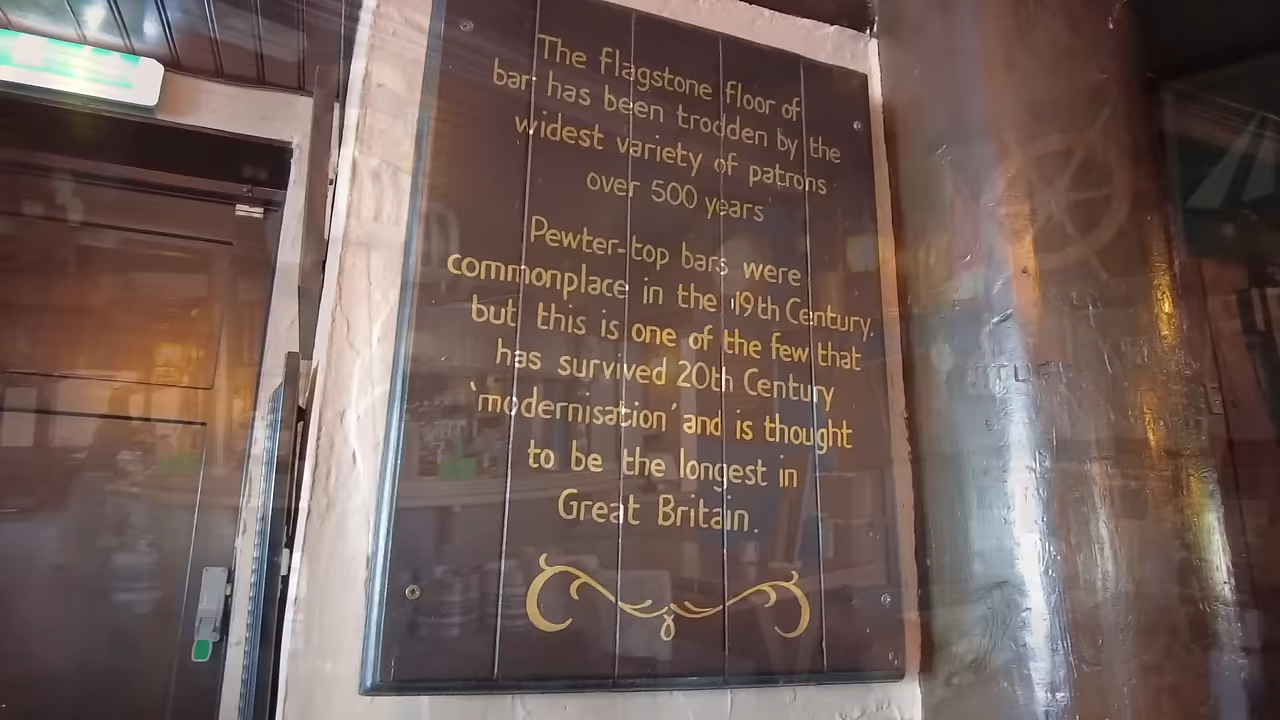 The flagstone floor of
bar has been trodden by the
widest variety of patrons
over 500 years
Pewter-top bars were
commonplace in the 19th Century,
but this is one of the few that
has survived 20th Century
'modernisation' and is thought
to be the longest in
Great Britain.